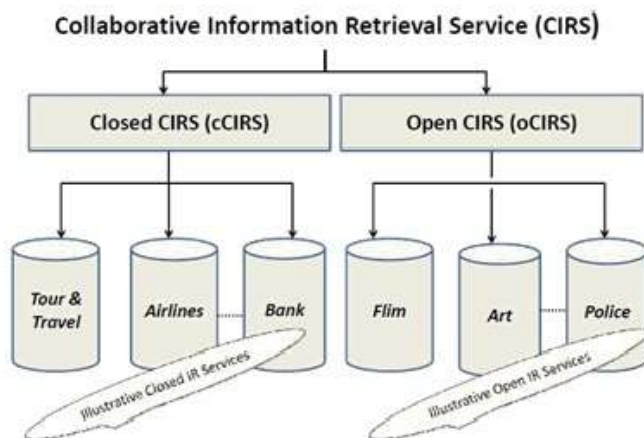 Collaborative Information Retrieval Service (CIRS)
Closed CIRS (cCIRS)
Open CIRS (oCIRS)
Tour &
Travel
Airlines
Bank
Flim
Art
Police
Illustrative Closed IR Services
Illustrative Open IR Services